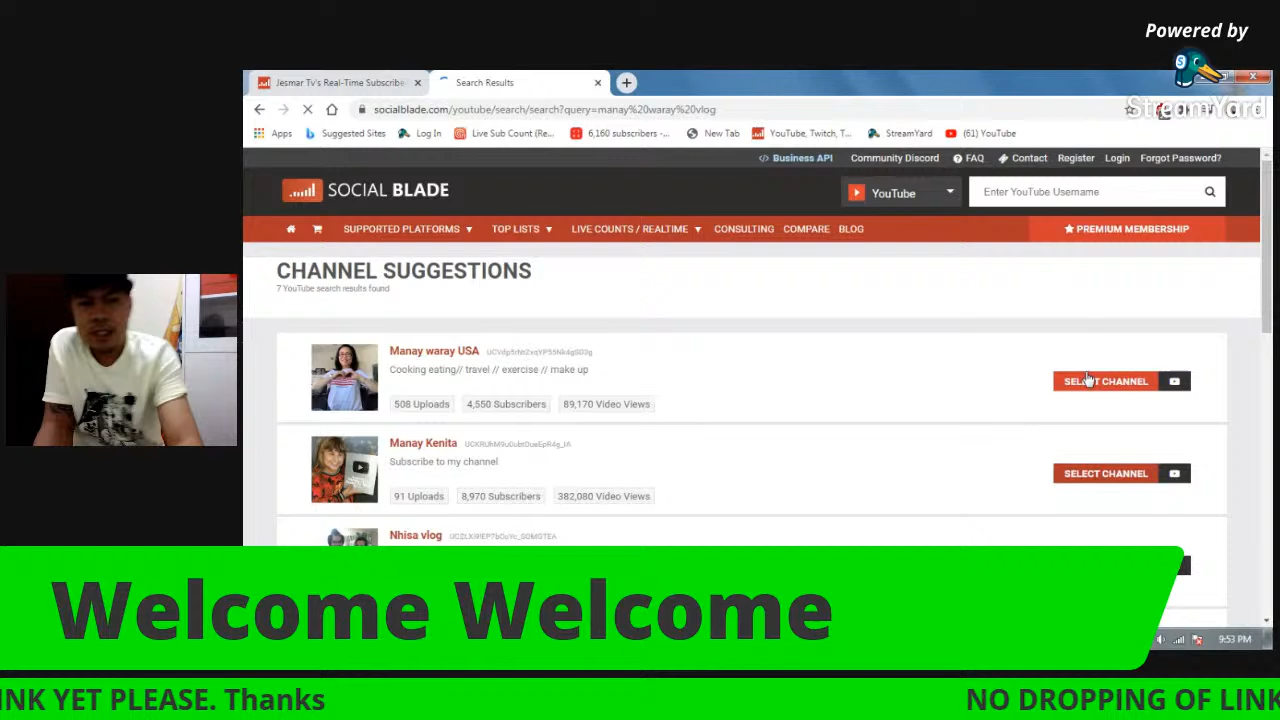 Powered by
StreamYard
Jesmar Tv's Real-Time Subscribe
Search Results
socialblade.com/youtube/search/search?query=manay%20waray%20vlog
Apps
Suggested Sites
Log In
Live Sub Count (Re...
6,160 subscribers -...
New Tab
YouTube, Twitch, T...
StreamYard
(61) YouTube
Business API
Community Discord
FAQ
Contact
Register
Login
Forgot Password?
SOCIAL BLADE
YouTube
Enter YouTube Username
SUPPORTED PLATFORMS
TOP LISTS
LIVE COUNTS / REALTIME
CONSULTING
COMPARE
BLOG
PREMIUM MEMBERSHIP
CHANNEL SUGGESTIONS
7 YouTube search results found
Manay waray USA
Cooking eating// travel // exercise // make up
508 Uploads
4,550 Subscribers
89,170 Video Views
SELECT CHANNEL
Manay Kenita
Subscribe to my channel
91 Uploads
8,970 Subscribers
382,080 Video Views
SELECT CHANNEL
Nhisa vlog
Welcome Welcome
9:53 PM
INK YET PLEASE. Thanks
NO DROPPING OF LINK